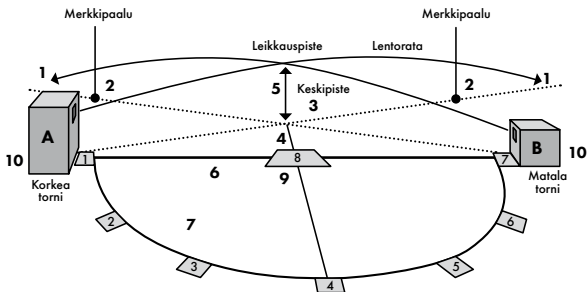 Merkkipaalu
Merkkipaalu
Leikkauspiste
Lentorata
1
2
5
Keskipiste
3
2
1
A
4
B
10
1
8
7
10
Korkea
torni
6
9
Matala
torni
2
7
6
3
5
4